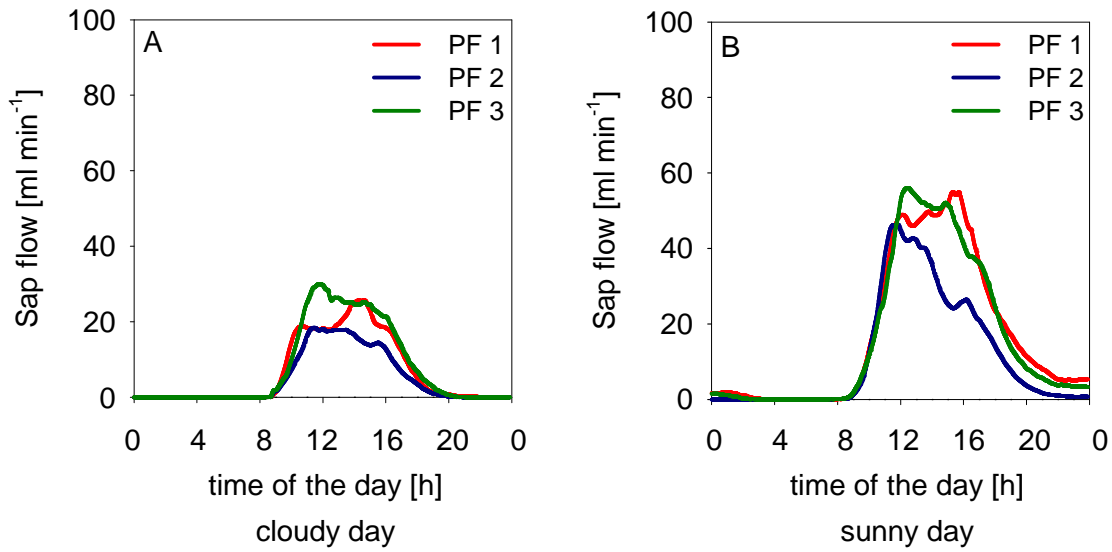 A
PF 1
PF 2
PF 3
100
80
60
40
20
0
Sap flow [ml min⁻¹]
0 4 8 12 16 20 0
time of the day [h]
cloudy day
B
PF 1
PF 2
PF 3
100
80
60
40
20
0
Sap flow [ml min⁻¹]
0 4 8 12 16 20 0
time of the day [h]
sunny day